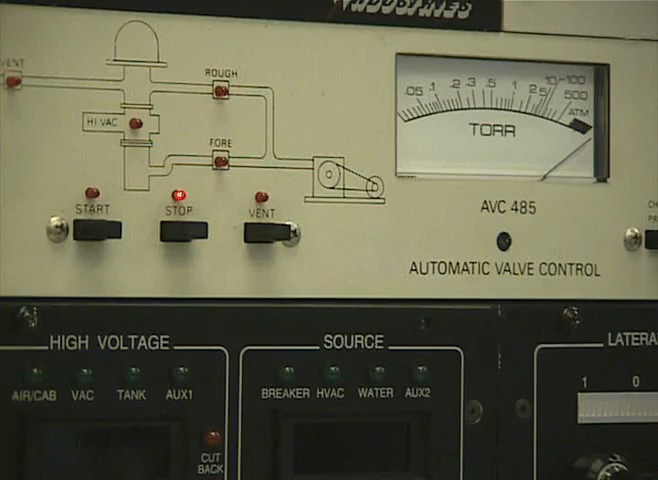 INDUSTRIES
VENT
ROUGH
HI VAC
FORE
START STOP VENT
.05 .1 .2 .3 .5 1 2 5 10 100 500 ATM
TORR
AVC 485
AUTOMATIC VALVE CONTROL
HIGH VOLTAGE
AIR/CAB VAC TANK AUX1
CUT
BACK
SOURCE
BREAKER HVAC WATER AUX2
LATERA
1 0